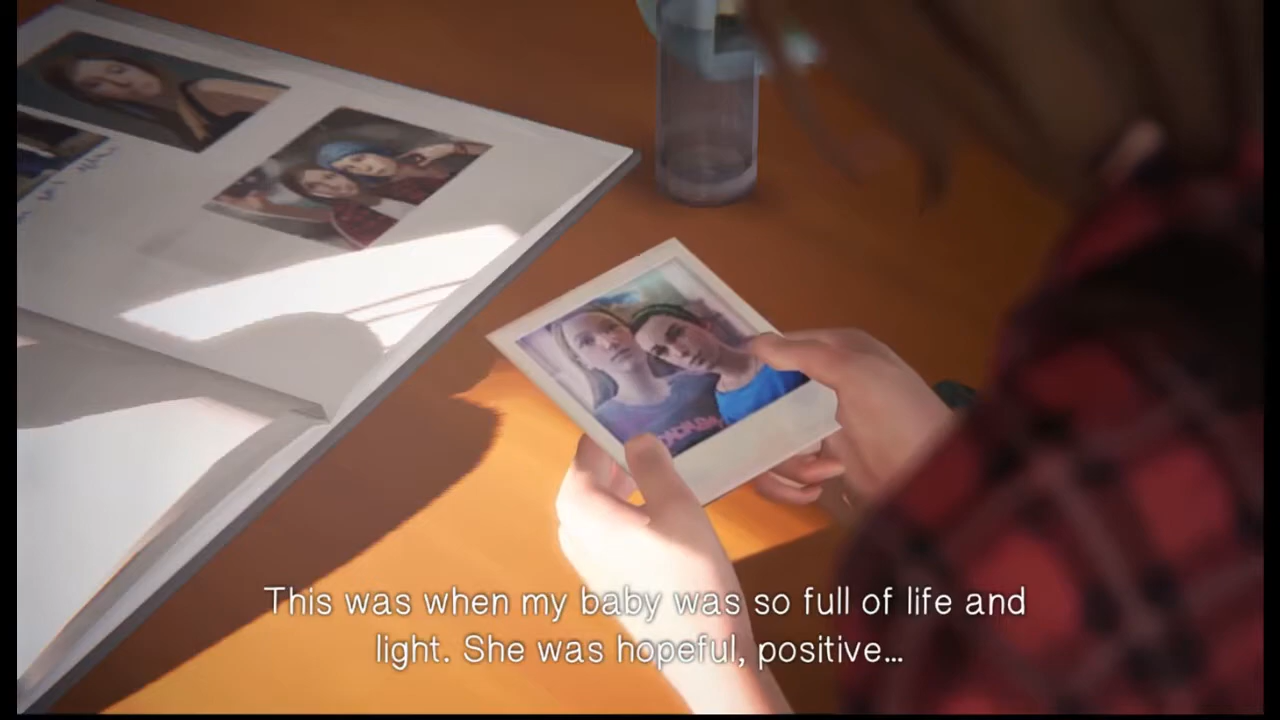 This was when my baby was so full of life and
light. She was hopeful, positive...